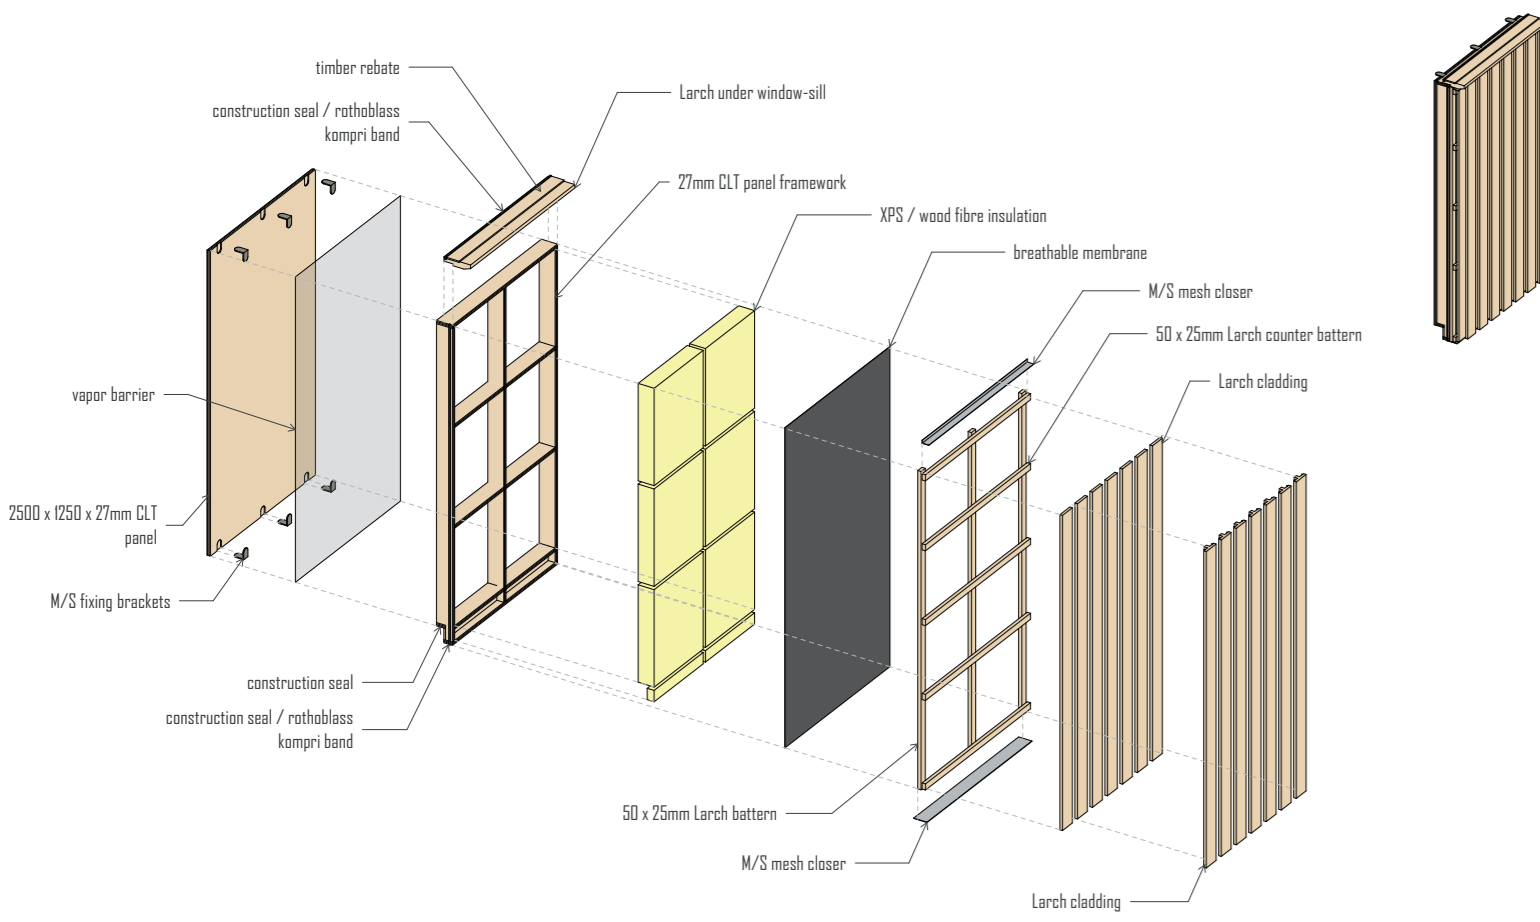 timber rebate
Larch under window-sill
construction seal / rothoblass
kompri band
27mm CLT panel framework
XPS / wood fibre insulation
breathable membrane
M/S mesh closer
50 x 25mm Larch counter battern
Larch cladding
vapor barrier
2500 x 1250 x 27mm CLT
panel
M/S fixing brackets
construction seal
construction seal / rothoblass
kompri band
50 x 25mm Larch battern
M/S mesh closer
Larch cladding